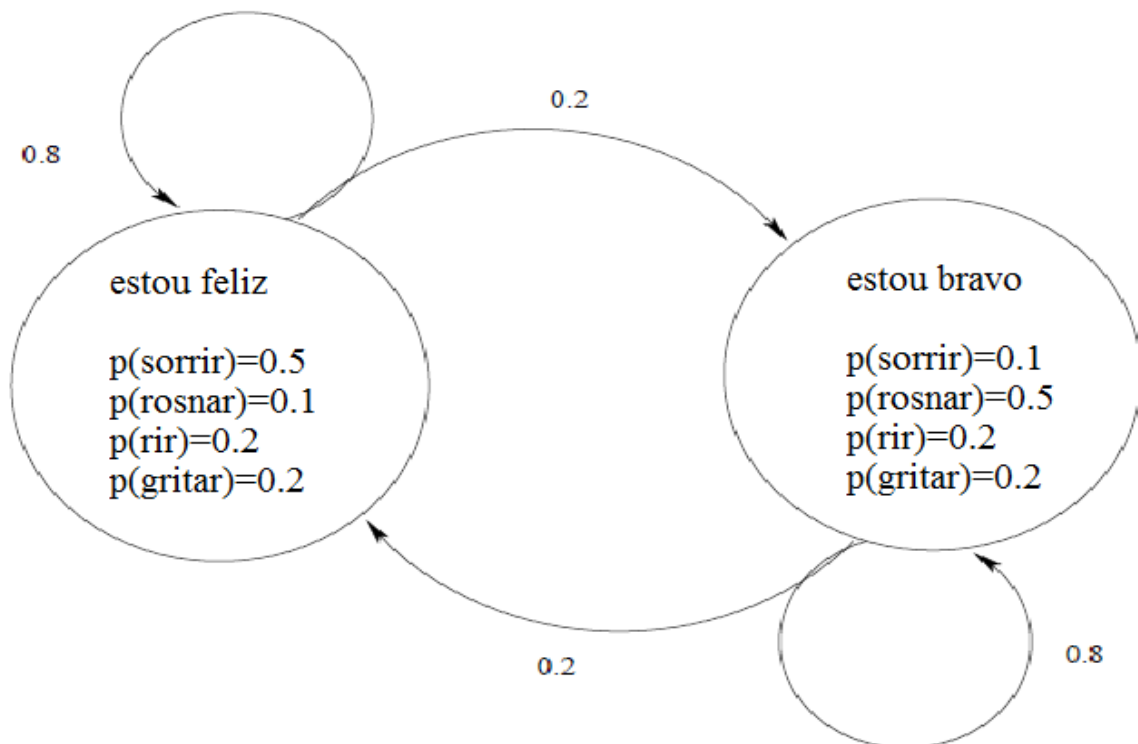 0.2
0.8
estou feliz
p(sorrir)=0.5
p(rosnar)=0.1
p(rir)=0.2
p(gritar)=0.2
estou bravo
p(sorrir)=0.1
p(rosnar)=0.5
p(rir)=0.2
p(gritar)=0.2
0.2
0.8